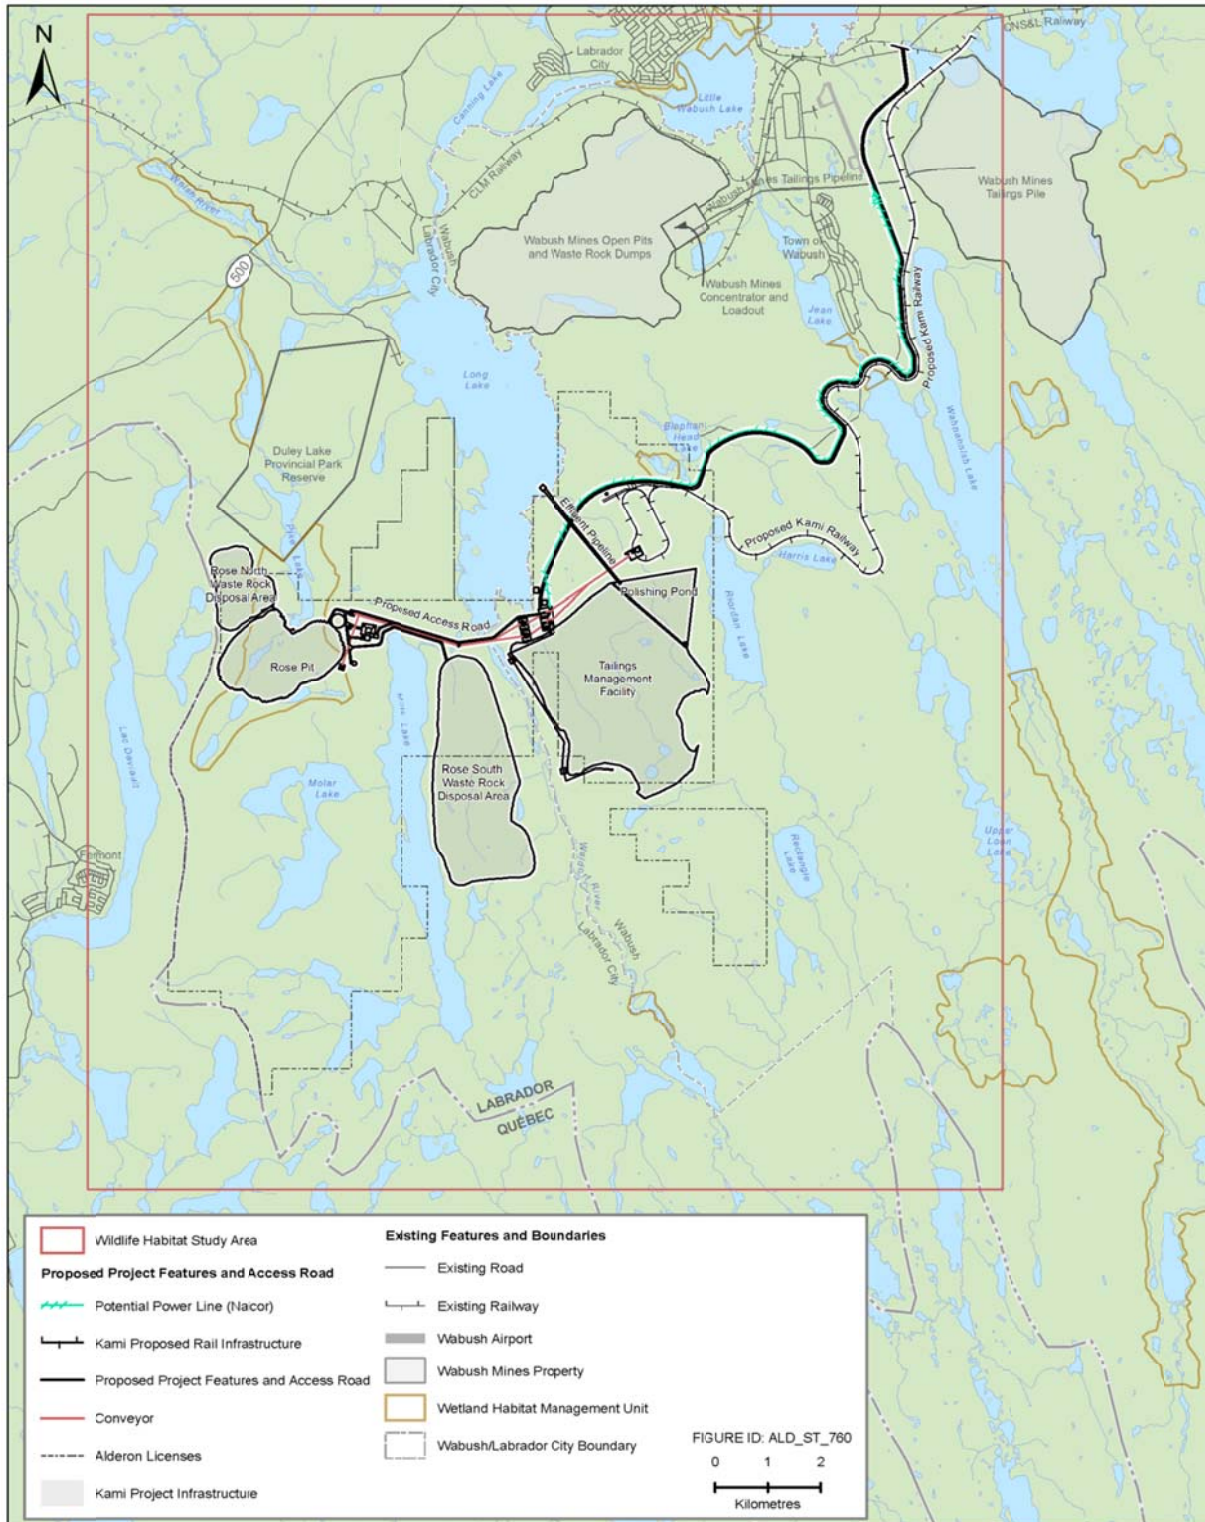 N
QNS&L Railway
Labrador
City
Little
Wabush Lake
Canning Lake
CLM Railway
Wabush Mines Tailings Pipeline
Wabush Mines
Tailings Pile
Walsh River
Wabush
Labrador City
Wabush Mines Open Pits
and Waste Rock Dumps
Town of
Wabush
500
Wabush Mines
Concentrator and
Loadout
Jean
Lake
Proposed Kami Railway
Long
Lake
Wahnahnish Lake
Elephant
Head
Lake
Duley Lake
Provincial Park
Reserve
Effluent Pipeline
Proposed Kami Railway
Harris Lake
Pike Lake
Rose North
Waste Rock
Disposal Area
Polishing Pond
Proposed Access Road
Riordan Lake
Rose Pit
Tailings
Management
Facility
Mills Lake
Lac Daviault
Molar
Lake
Rose South
Waste Rock
Disposal Area
Upper
Loon
Lake
Rectangle
Lake
Fermont
Waldorf River
Wabush
Labrador City
LABRADOR
QUÉBEC
Wildlife Habitat Study Area
Proposed Project Features and Access Road
Potential Power Line (Nacor)
Kami Proposed Rail Infrastructure
Proposed Project Features and Access Road
Conveyor
Alderon Licenses
Kami Project Infrastructure
Existing Features and Boundaries
Existing Road
Existing Railway
Wabush Airport
Wabush Mines Property
Wetland Habitat Management Unit
Wabush/Labrador City Boundary
FIGURE ID: ALD_ST_760
0 1 2
Kilometres